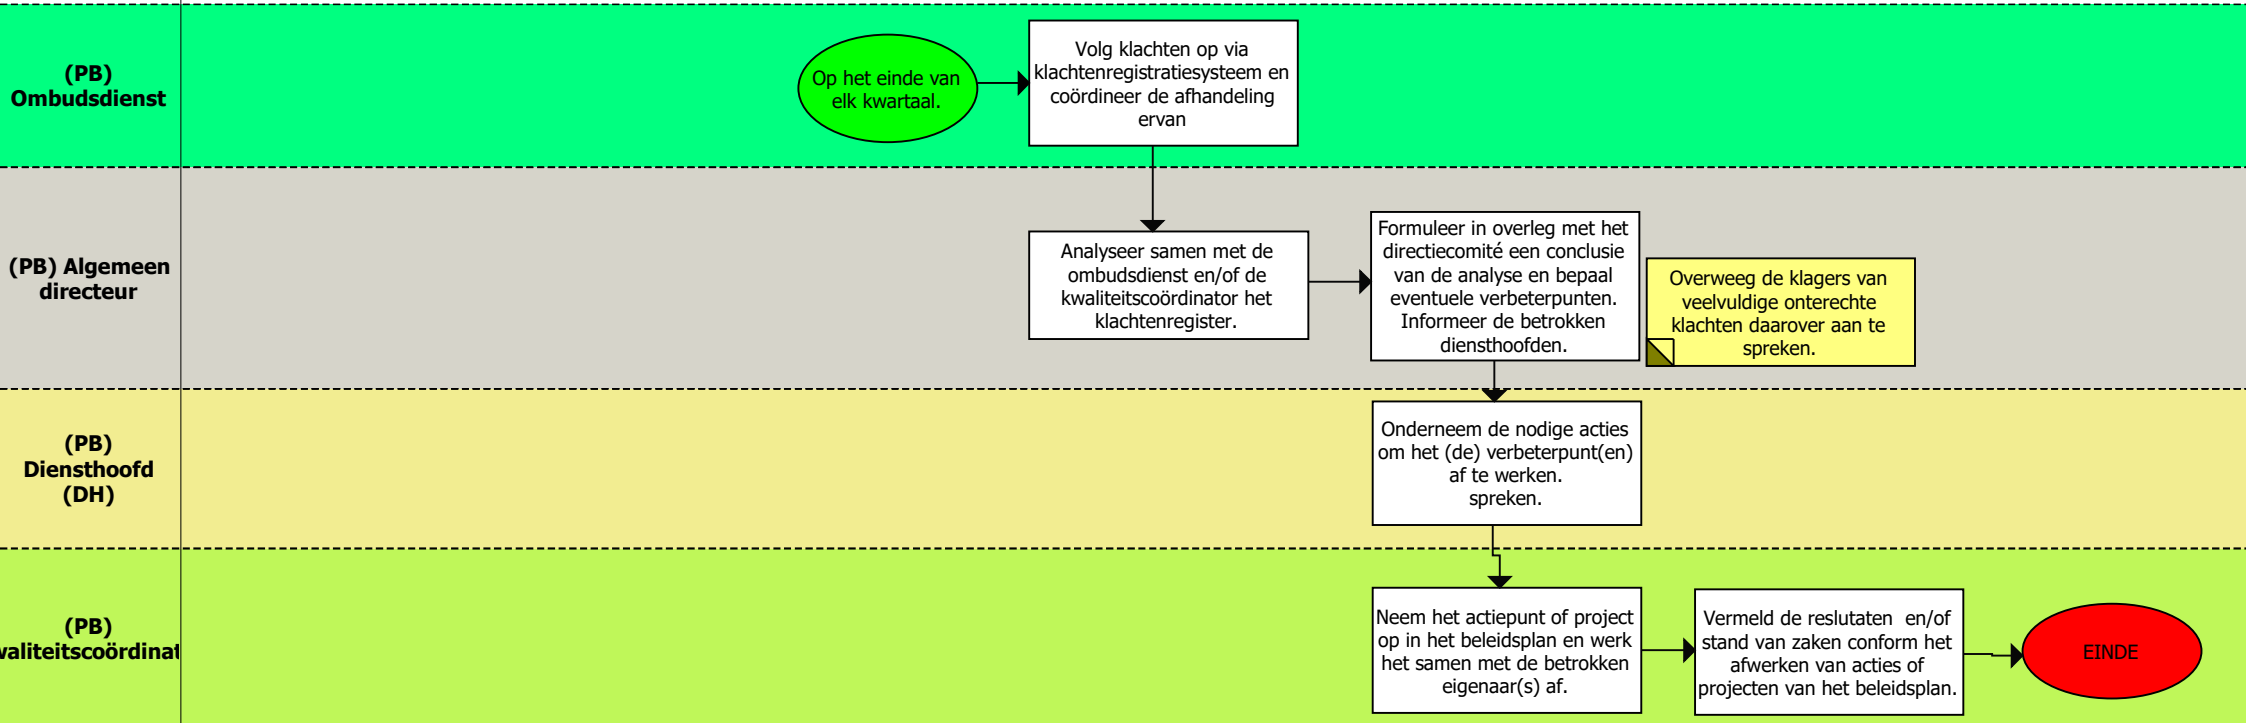 (PB)
Ombudsdienst
Op het einde van
elk kwartaal.
Volg klachten op via
klachtenregistratiesysteem en
coördineer de afhandeling
ervan
(PB) Algemeen
directeur
Analyseer samen met de
ombudsdienst en/of de
kwaliteitscoördinator het
klachtenregister.
Formuleer in overleg met het
directiecomité een conclusie
van de analyse en bepaal
eventuele verbeterpunten.
Informeer de betrokken
diensthoofden.
Overweeg de klagers van
veelvuldige onterechte
klachten daarover aan te
spreken.
(PB)
Diensthoofd
(DH)
Onderneem de nodige acties
om het (de) verbeterpunt(en)
af te werken.
spreken.
(PB)
waliteitscoördinat
Neem het actiepunt of project
op in het beleidsplan en werk
het samen met de betrokken
eigenaar(s) af.
Vermeld de reslutaten en/of
stand van zaken conform het
afwerken van acties of
projecten van het beleidsplan.
EINDE